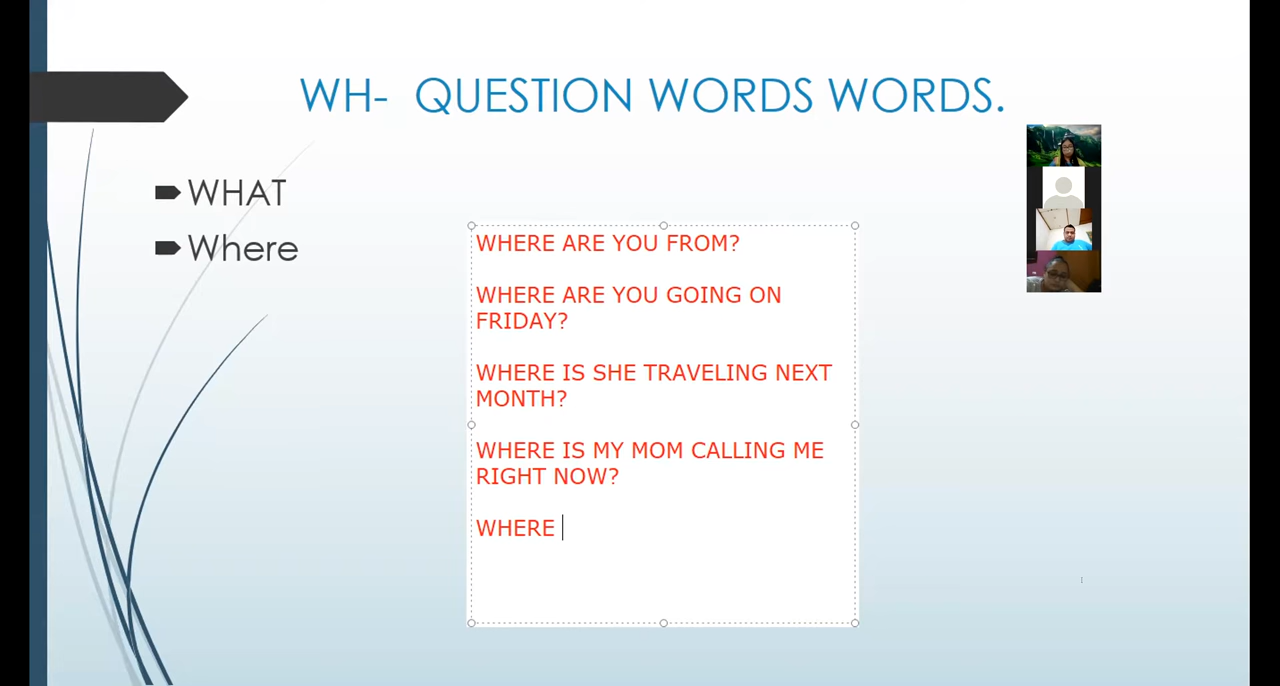 WH- QUESTION WORDS WORDS.
WHAT
Where
WHERE ARE YOU FROM?
WHERE ARE YOU GOING ON
FRIDAY?
WHERE IS SHE TRAVELING NEXT
MONTH?
WHERE IS MY MOM CALLING ME
RIGHT NOW?
WHERE